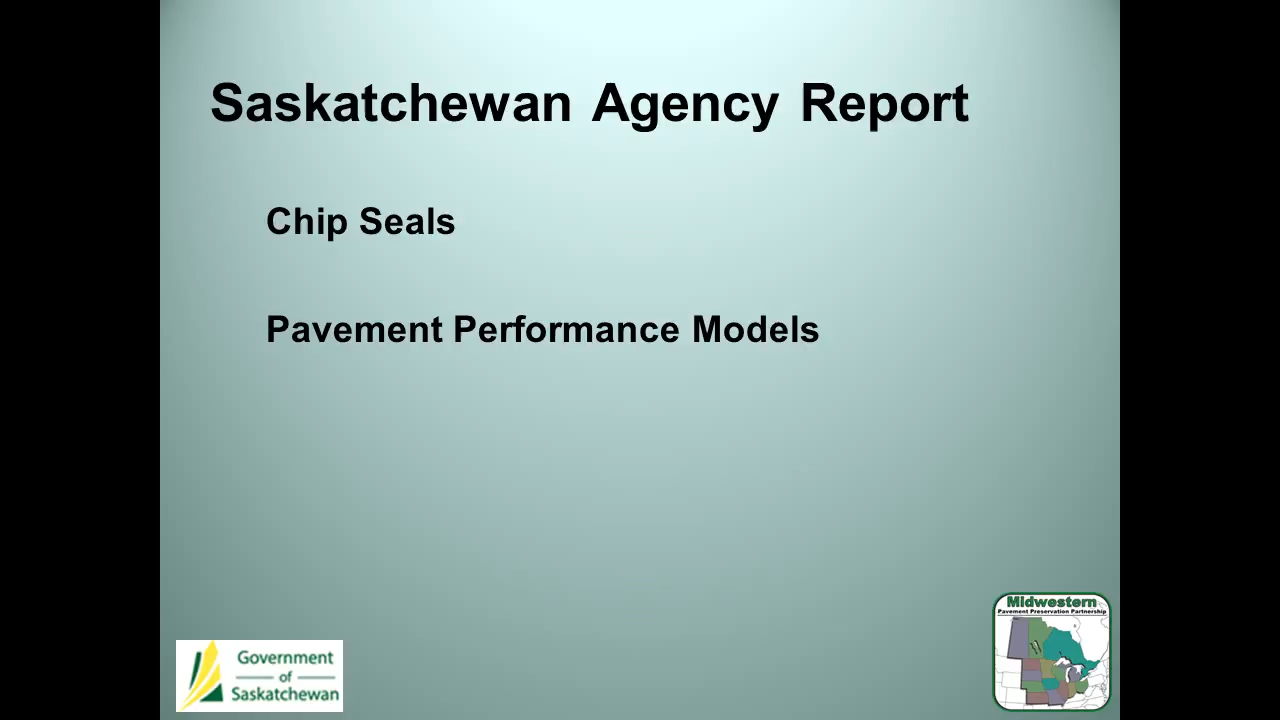 Saskatchewan Agency Report
Chip Seals
Pavement Performance Models
Government
of
Saskatchewan
Midwestern
Pavement Preservation Partnership